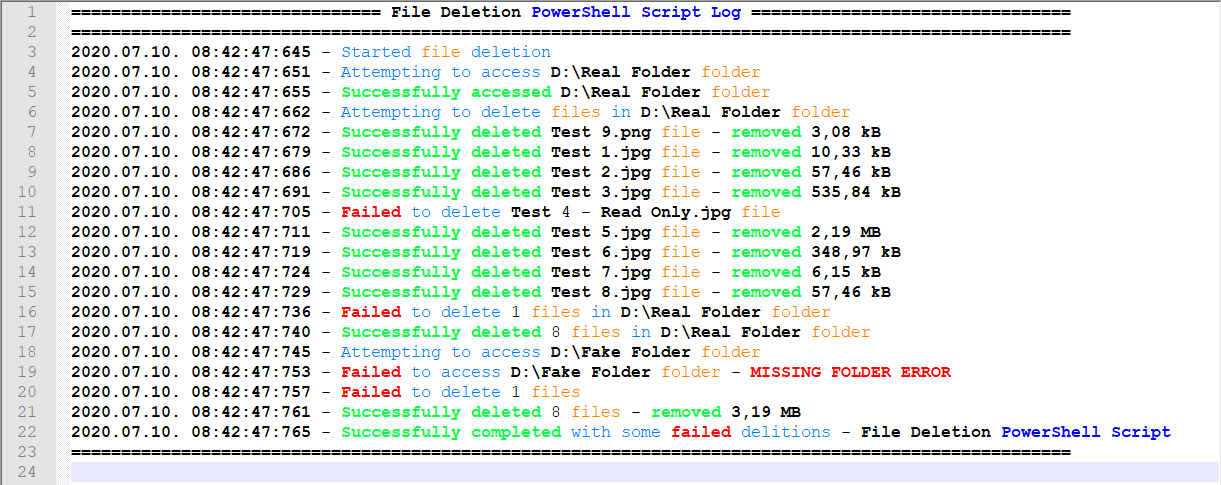 1 =============================== File Deletion PowerShell Script Log ================================
2 ====================================================================================================
3 2020.07.10. 08:42:47:645 - Started file deletion
4 2020.07.10. 08:42:47:651 - Attempting to access D:\Real Folder folder
5 2020.07.10. 08:42:47:655 - Successfully accessed D:\Real Folder folder
6 2020.07.10. 08:42:47:662 - Attempting to delete files in D:\Real Folder folder
7 2020.07.10. 08:42:47:672 - Successfully deleted Test 9.png file - removed 3,08 kB
8 2020.07.10. 08:42:47:679 - Successfully deleted Test 1.jpg file - removed 10,33 kB
9 2020.07.10. 08:42:47:686 - Successfully deleted Test 2.jpg file - removed 57,46 kB
10 2020.07.10. 08:42:47:691 - Successfully deleted Test 3.jpg file - removed 535,84 kB
11 2020.07.10. 08:42:47:705 - Failed to delete Test 4 - Read Only.jpg file
12 2020.07.10. 08:42:47:711 - Successfully deleted Test 5.jpg file - removed 2,19 MB
13 2020.07.10. 08:42:47:719 - Successfully deleted Test 6.jpg file - removed 348,97 kB
14 2020.07.10. 08:42:47:724 - Successfully deleted Test 7.jpg file - removed 6,15 kB
15 2020.07.10. 08:42:47:729 - Successfully deleted Test 8.jpg file - removed 57,46 kB
16 2020.07.10. 08:42:47:736 - Failed to delete 1 files in D:\Real Folder folder
17 2020.07.10. 08:42:47:740 - Successfully deleted 8 files in D:\Real Folder folder
18 2020.07.10. 08:42:47:745 - Attempting to access D:\Fake Folder folder
19 2020.07.10. 08:42:47:753 - Failed to access D:\Fake Folder folder - MISSING FOLDER ERROR
20 2020.07.10. 08:42:47:757 - Failed to delete 1 files
21 2020.07.10. 08:42:47:761 - Successfully deleted 8 files - removed 3,19 MB
22 2020.07.10. 08:42:47:765 - Successfully completed with some failed delitions - File Deletion PowerShell Script
23 ====================================================================================================
24